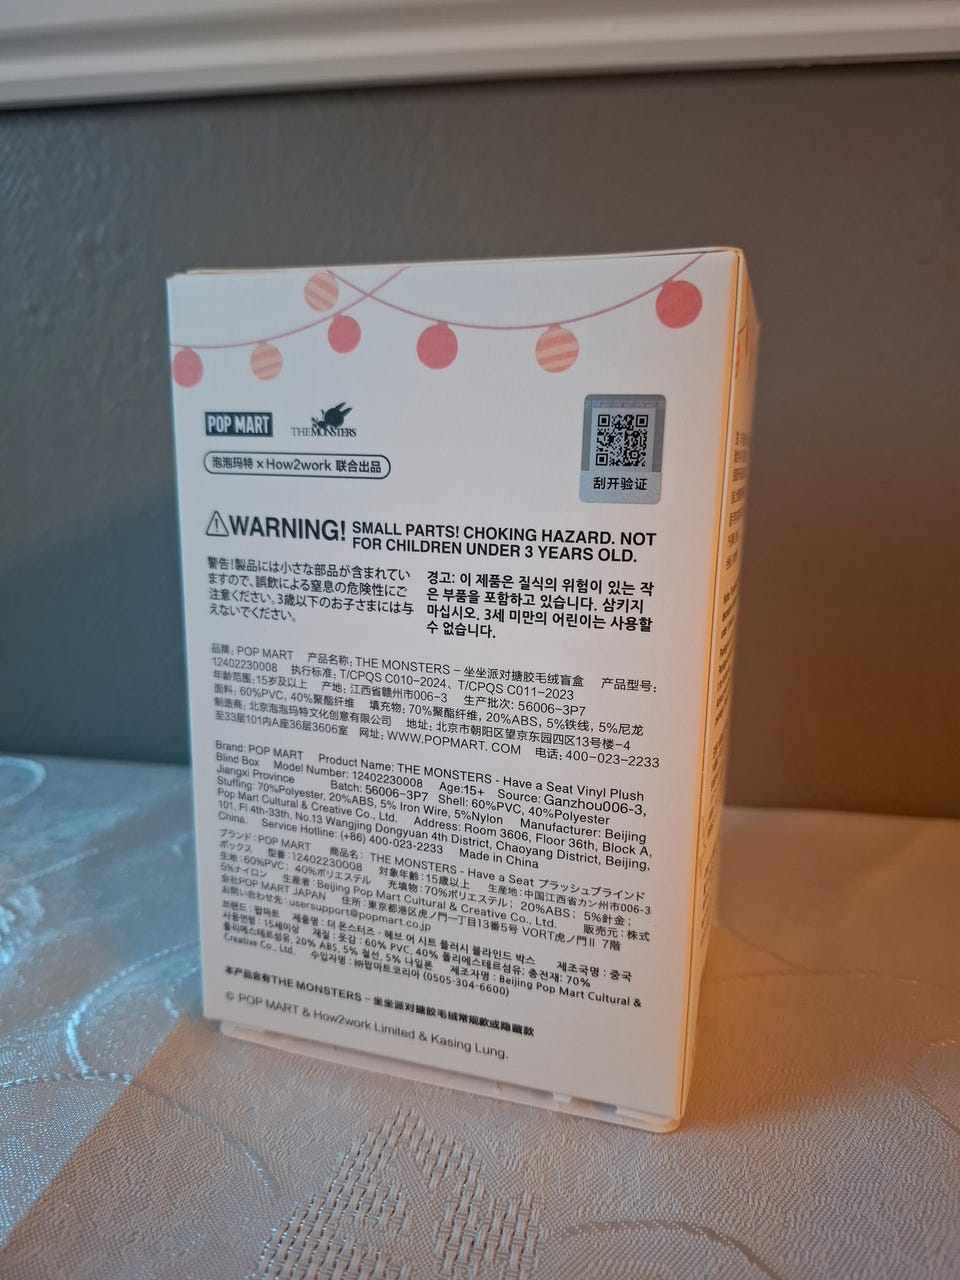 POP MART
THE MONSTERS
泡泡玛特×How2work 联合出品
刮开验证
WARNING! SMALL PARTS! CHOKING HAZARD. NOT
FOR CHILDREN UNDER 3 YEARS OLD.
警告!製品には小さな部品が含まれてい
ますので、誤飲による窒息の危険性にご
注意ください。3歳以下のお子さまには与
えないでください。
경고: 이 제품은 질식의 위험이 있는 작
은 부품을 포함하고 있습니다. 삼키지
마십시오. 3세 미만의 어린이는 사용할
수 없습니다.
品牌: POP MART 产品名称: THE MONSTERS – 坐坐派对搪胶毛绒盲盒 产品型号:
12402230008 执行标准: T/CPQS C010-2024、T/CPQS C011-2023
年龄范围:15岁及以上 产地: 江西省赣州市006-3 生产批次: 56006-3P7
面料: 60%PVC, 40%聚酯纤维 填充物: 70%聚酯纤维, 20%ABS, 5%铁线, 5%尼龙
制造商: 北京泡泡玛特文化创意有限公司 地址: 北京市朝阳区望京东园四区13号楼-4
至33层101内A座36层3606室 网址: WWW.POPMART.COM 电话: 400-023-2233
Brand: POP MART Product Name: THE MONSTERS - Have a Seat Vinyl Plush
Blind Box Model Number: 12402230008 Age:15+ Source: Ganzhou006-3,
Jiangxi Province Batch: 56006-3P7 Shell: 60%PVC, 40%Polyester
Stuffing: 70%Polyester, 20%ABS, 5% Iron Wire, 5%Nylon Manufacturer: Beijing
Pop Mart Cultural & Creative Co., Ltd. Address: Room 3606, Floor 36th, Block A,
101, Fl 4th-33th, No.13 Wangjing Dongyuan 4th District, Chaoyang District, Beijing,
China. Service Hotline: (+86) 400-023-2233 Made in China
ブランド:POP MART 商品名: THE MONSTERS - Have a Seat プラッシュブラインド
ボックス 型番:12402230008 対象年齢:15歳以上 生産地:中国江西省カン州市006-3
生地:60%PVC; 40%ポリエステル 充填物:70%ポリエステル; 20%ABS; 5%針金;
5%ナイロン 生産者:Beijing Pop Mart Cultural & Creative Co., Ltd. 販売元:株式
会社POP MART JAPAN 住所:東京都港区虎ノ門一丁目13番5号 VORT虎ノ門II 7階
お問い合わせ先:usersupport@popmart.co.jp
브랜드 : 팝마트 제품명 : 더 몬스터즈 - 헤브 어 시트 플러시 블라인드 박스 제조국명 : 중국
사용연령 : 15세이상 재질 : 옷감 : 60% PVC, 40% 폴리에스테르섬유; 충전재: 70%
폴리에스테르섬유, 20% ABS, 5% 철선, 5% 나일론 제조자명 : Beijing Pop Mart Cultural &
Creative Co., Ltd. 수입자명 : ㈜팝마트코리아 (0505-304-6600)
本产品含有THE MONSTERS – 坐坐派对搪胶毛绒常规款或隐藏款
© POP MART & How2work Limited & Kasing Lung.